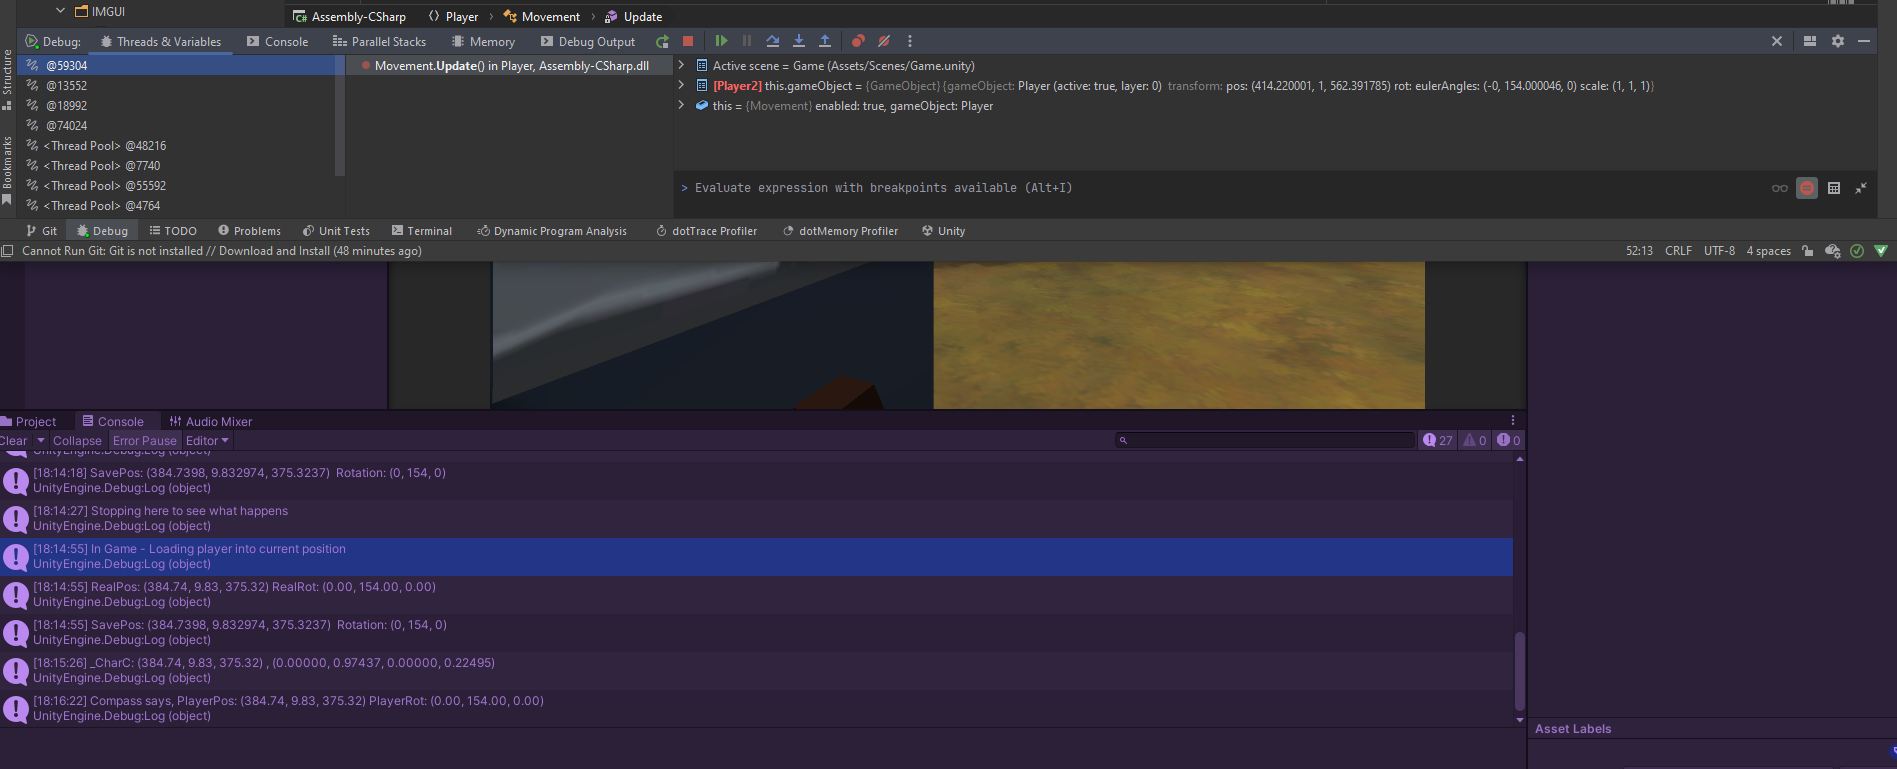 IMGUI
Assembly-CSharp Player Movement Update
Debug: Threads & Variables Console Parallel Stacks Memory Debug Output
Structure
Bookmarks
@59304
@13552
@18992
@74024
<Thread Pool> @48216
<Thread Pool> @7740
<Thread Pool> @55592
<Thread Pool> @4764
Movement.Update() in Player, Assembly-CSharp.dll
Active scene = Game (Assets/Scenes/Game.unity)
[Player2] this.gameObject = {GameObject} {gameObject: Player (active: true, layer: 0) transform: pos: (414.220001, 1, 562.391785) rot: eulerAngles: (-0, 154.000046, 0) scale: (1, 1, 1)}
this = {Movement} enabled: true, gameObject: Player
> Evaluate expression with breakpoints available (Alt+I)
Git Debug TODO Problems Unit Tests Terminal Dynamic Program Analysis dotTrace Profiler dotMemory Profiler Unity
Cannot Run Git: Git is not installed // Download and Install (48 minutes ago) 52:13 CRLF UTF-8 4 spaces
Project Console Audio Mixer
Clear Collapse Error Pause Editor 27 0 0
UnityEngine.Debug:Log (object)
[18:14:18] SavePos: (384.7398, 9.832974, 375.3237) Rotation: (0, 154, 0)
UnityEngine.Debug:Log (object)
[18:14:27] Stopping here to see what happens
UnityEngine.Debug:Log (object)
[18:14:55] In Game - Loading player into current position
UnityEngine.Debug:Log (object)
[18:14:55] RealPos: (384.74, 9.83, 375.32) RealRot: (0.00, 154.00, 0.00)
UnityEngine.Debug:Log (object)
[18:14:55] SavePos: (384.7398, 9.832974, 375.3237) Rotation: (0, 154, 0)
UnityEngine.Debug:Log (object)
[18:15:26] _CharC: (384.74, 9.83, 375.32) , (0.00000, 0.97437, 0.00000, 0.22495)
UnityEngine.Debug:Log (object)
[18:16:22] Compass says, PlayerPos: (384.74, 9.83, 375.32) PlayerRot: (0.00, 154.00, 0.00)
UnityEngine.Debug:Log (object)
Asset Labels